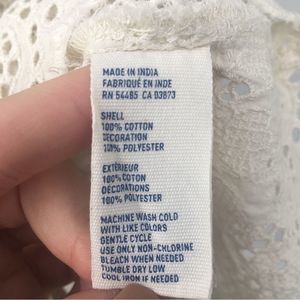 MADE IN INDIA
FABRIQUÉ EN INDE
RN 54485 CA 03873
SHELL
100% COTTON
DECORATION
100% POLYESTER
EXTÉRIEUR
100% COTON
DÉCORATIONS
100% POLYESTER
MACHINE WASH COLD
WITH LIKE COLORS
GENTLE CYCLE
USE ONLY NON-CHLORINE
BLEACH WHEN NEEDED
TUMBLE DRY LOW
COOL IRON IF NEEDED